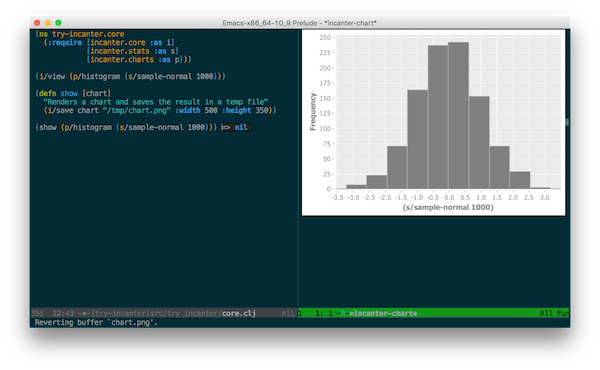 Emacs-x86_64-10_9 Prelude - *incanter-chart*
(ns try-incanter.core
(:require [incanter.core :as i]
[incanter.stats :as s]
[incanter.charts :as p]))
(i/view (p/histogram (s/sample-normal 1000)))
(defn show [chart]
"Renders a chart and saves the result in a temp file"
(i/save chart "/tmp/chart.png" :width 500 :height 350))
(show (p/histogram (s/sample-normal 1000))) => nil
250
225
200
175
150
125
100
75
50
25
0
Frequency
-3.5 -3.0 -2.5 -2.0 -1.5 -1.0 -0.5 0.0 0.5 1.0 1.5 2.0 2.5 3.0
(s/sample-normal 1000)
355 12:43 [try-incanter]src/try_incanter/core.clj All
1 1: 1 *incanter-chart* All Fun
Reverting buffer `chart.png'.